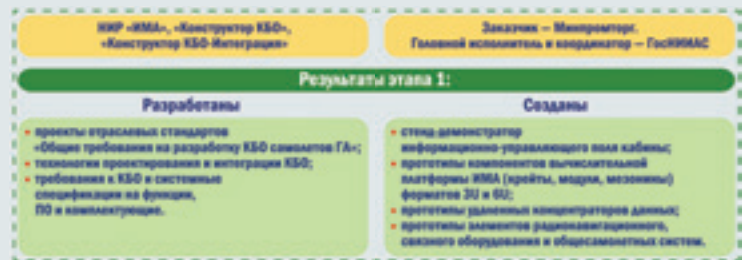 НИР «ИМА», «Конструктор КБО»,
«Конструктор КБО-Интеграция»
Заказчик — Минпромторг.
Головной исполнитель и координатор — ГосНИИАС
Результаты этапа 1:
Разработаны
• проекты отраслевых стандартов
«Общие требования на разработку КБО самолетов ГА»;
• технологии проектирования и интеграции КБО;
• требования к КБО и системные
спецификации на функции,
ПО и комплектующие.
Созданы
• стенд-демонстратор
информационно-управляющего поля кабины;
• прототипы компонентов вычислительной
платформы ИМА (крейты, модули, мезонины)
форматов 3U и 6U;
• прототипы удаленных концентраторов данных;
• прототипы элементов радионавигационного,
связного оборудования и общесамолетных систем.